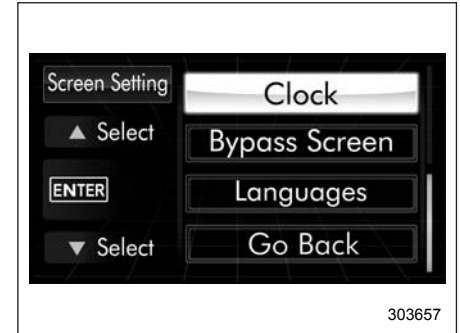 Screen Setting
▲ Select
ENTER
▼ Select
Clock
Bypass Screen
Languages
Go Back
303657